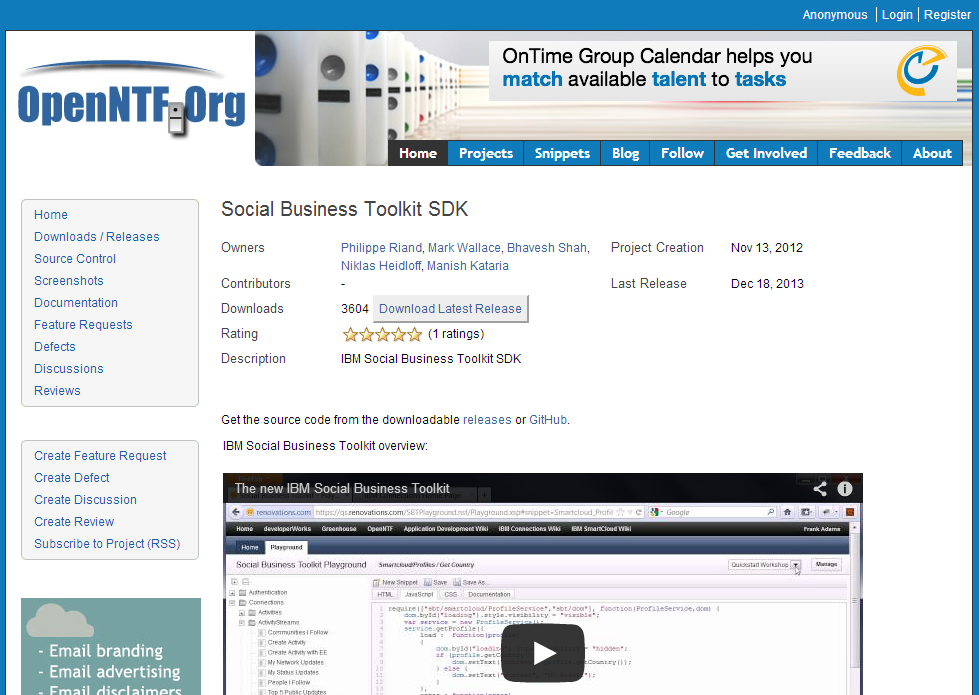 Anonymous | Login | Register
OpenNTF.Org
OnTime Group Calendar helps you
match available talent to tasks
Home Projects Snippets Blog Follow Get Involved Feedback About
Home
Downloads / Releases
Source Control
Screenshots
Documentation
Feature Requests
Defects
Discussions
Reviews
Create Feature Request
Create Defect
Create Discussion
Create Review
Subscribe to Project (RSS)
- Email branding
- Email advertising
- Email disclaimers
Social Business Toolkit SDK
Owners Philippe Riand, Mark Wallace, Bhavesh Shah, Project Creation Nov 13, 2012
Niklas Heidloff, Manish Kataria
Contributors - Last Release Dec 18, 2013
Downloads 3604 Download Latest Release
Rating (1 ratings)
Description IBM Social Business Toolkit SDK
Get the source code from the downloadable releases or GitHub.
IBM Social Business Toolkit overview:
The new IBM Social Business Toolkit
renovations.com https://qs.renovations.com/SBTPlayground.nsf/Playground.xsp#snippet=Smartcloud_Profil Google
Home developerWorks Greenhouse OpenNTF Application Development Wiki IBM Connections Wiki IBM SmartCloud Wiki Frank Adams
Home Playground
Social Business Toolkit Playground Smartcloud/Profiles / Get Country Quickstart Workshop Manage
New Snippet Save Save As...
HTML JavaScript CSS Documentation
Authentication
Connections
Activities
ActivityStreams
Communities I Follow
Create Activity
Create Activity with EE
My Network Updates
My Status Updates
People I Follow
Top 5 Public Updates
1 require(["sbt/smartcloud/ProfileService","sbt/dom"], function(ProfileService,dom) {
2 dom.byId("loading").style.visibility = "visible";
3 var service = new ProfileService();
4 service.getProfile({
5 load : function(profile)
6 {
7 dom.byId("loading") "hidden";
8 if (profile.getCount
9 dom.setText( Country());
10 } else {
11 dom.setText(
12 }
13 },